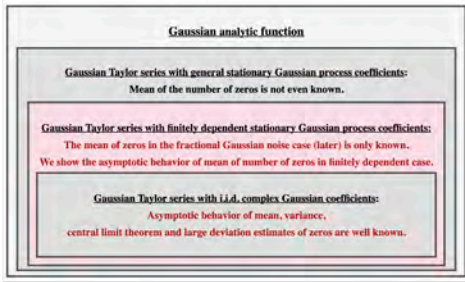 Gaussian analytic function
Gaussian Taylor series with general stationary Gaussian process coefficients:
Mean of the number of zeros is not even known.
Gaussian Taylor series with finitely dependent stationary Gaussian process coefficients:
The mean of zeros in the fractional Gaussian noise case (later) is only known.
We show the asymptotic behavior of mean of number of zeros in finitely dependent case.
Gaussian Taylor series with i.i.d. complex Gaussian coefficients:
Asymptotic behavior of mean, variance,
central limit theorem and large deviation estimates of zeros are well known.